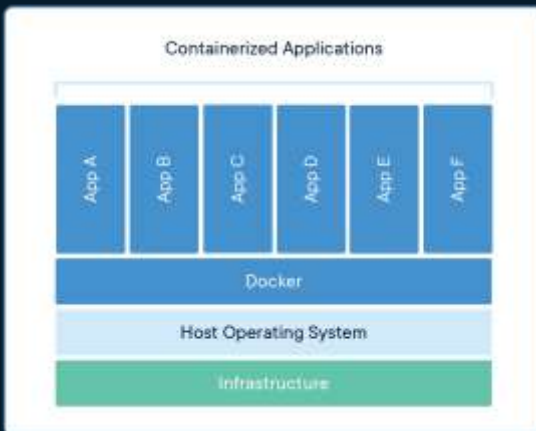 Containerized Applications
App A
App B
App C
App D
App E
App F
Docker
Host Operating System
Infrastructure